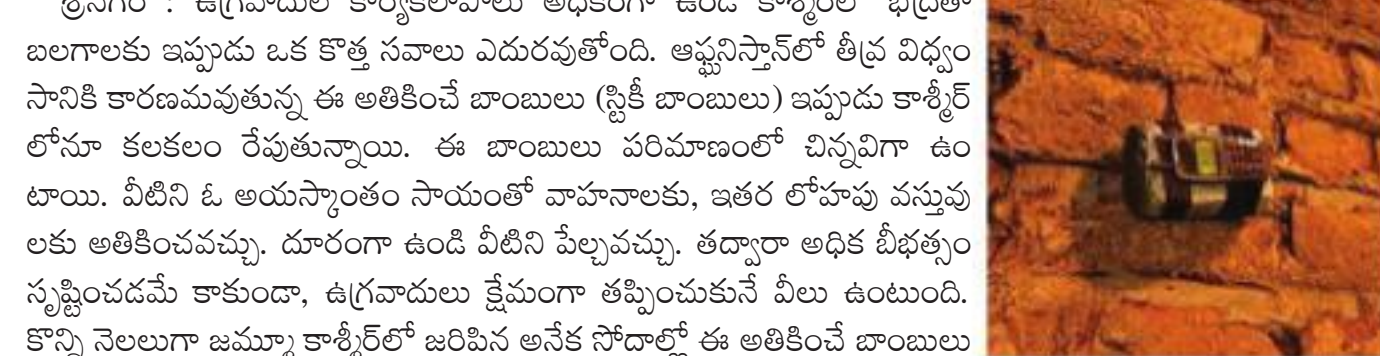 శ్రీనగర్ : ఉగ్రవాదుల కార్యకలాపాలు అధికంగా ఉండే కాశ్మీర్‌లో భద్రతా
బలగాలకు ఇప్పుడు ఒక కొత్త సవాలు ఎదురవుతోంది. ఆఫ్ఘనిస్తాన్‌లో తీవ్ర విధ్వం
సానికి కారణమవుతున్న ఈ అతికించే బాంబులు (స్టికీ బాంబులు) ఇప్పుడు కాశ్మీర్
లోనూ కలకలం రేపుతున్నాయి. ఈ బాంబులు పరిమాణంలో చిన్నవిగా ఉం
టాయి. వీటిని ఓ అయస్కాంతం సాయంతో వాహనాలకు, ఇతర లోహపు వస్తువు
లకు అతికించవచ్చు. దూరంగా ఉండి వీటిని పేల్చవచ్చు. తద్వారా అధిక బీభత్సం
సృష్టించడమే కాకుండా, ఉగ్రవాదులు క్షేమంగా తప్పించుకునే వీలు ఉంటుంది.
కొన్ని నెలలుగా జమ్మూ కాశ్మీర్‌లో జరిపిన అనేక సోదాల్లో ఈ అతికించే బాంబులు